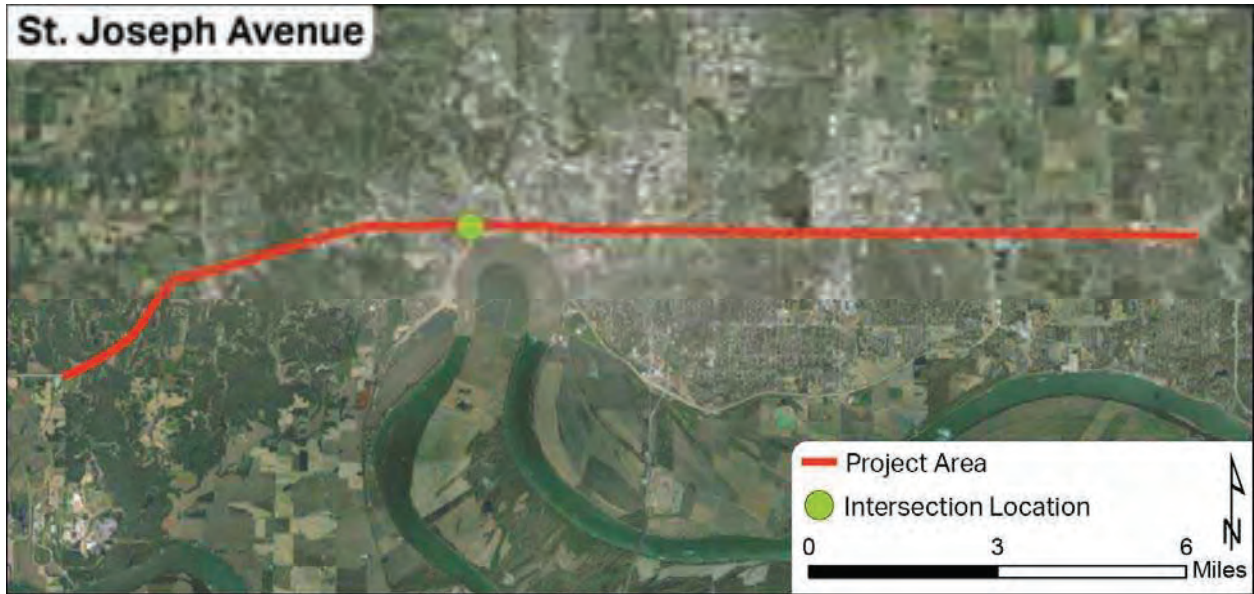 St. Joseph Avenue
Project Area
Intersection Location
N
0 3 6
Miles